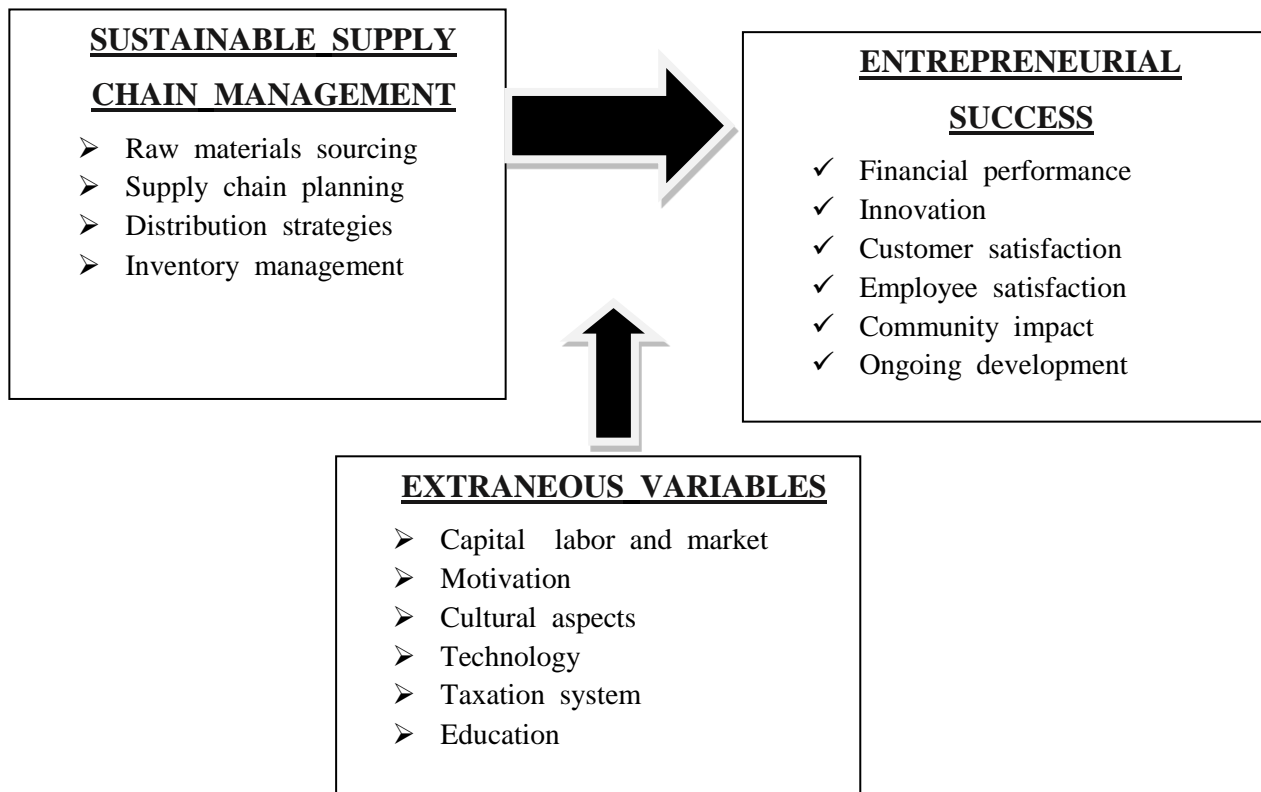 SUSTAINABLE SUPPLY
CHAIN MANAGEMENT
➢ Raw materials sourcing
➢ Supply chain planning
➢ Distribution strategies
➢ Inventory management
ENTREPRENEURIAL
SUCCESS
✓ Financial performance
✓ Innovation
✓ Customer satisfaction
✓ Employee satisfaction
✓ Community impact
✓ Ongoing development
EXTRANEOUS VARIABLES
➢ Capital labor and market
➢ Motivation
➢ Cultural aspects
➢ Technology
➢ Taxation system
➢ Education